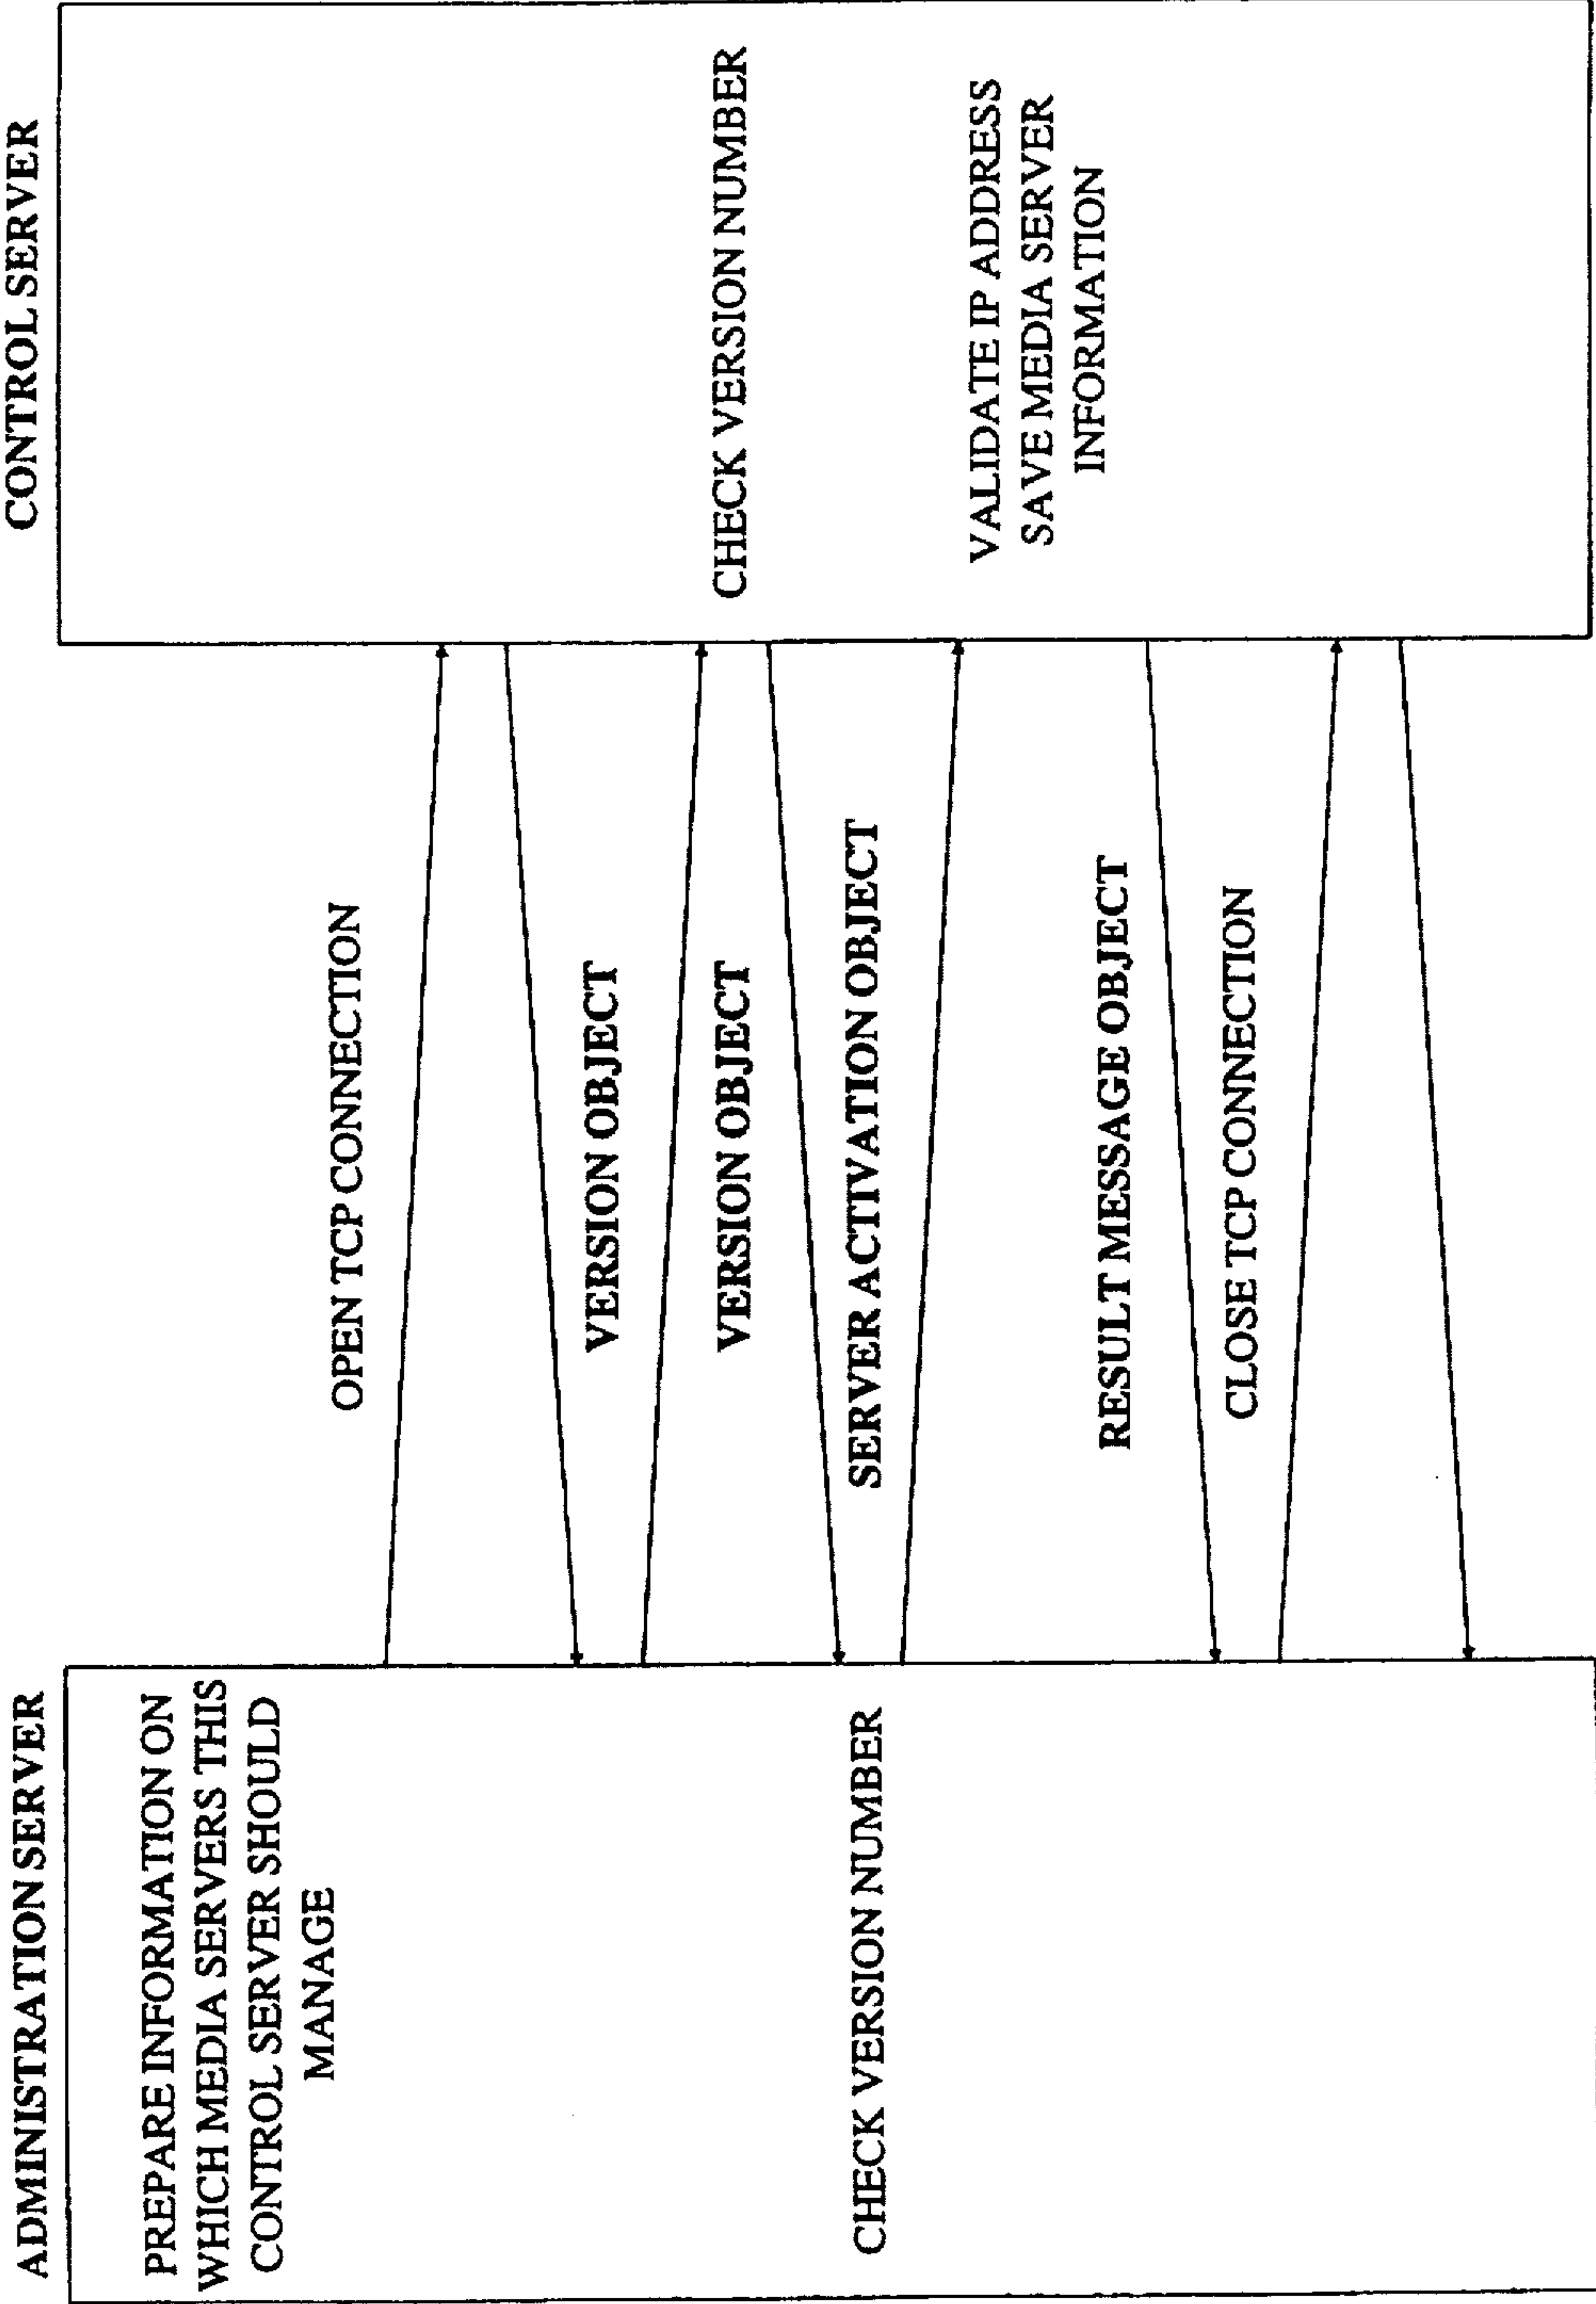 ADMINISTRATION SERVER
CONTROL SERVER
PREPARE INFORMATION ON
WHICH MEDIA SERVERS THIS
CONTROL SERVER SHOULD
MANAGE
OPEN TCP CONNECTION
VERSION OBJECT
CHECK VERSION NUMBER
VERSION OBJECT
CHECK VERSION NUMBER
SERVER ACTIVATION OBJECT
VALIDATE IP ADDRESS
SAVE MEDIA SERVER
INFORMATION
RESULT MESSAGE OBJECT
CLOSE TCP CONNECTION